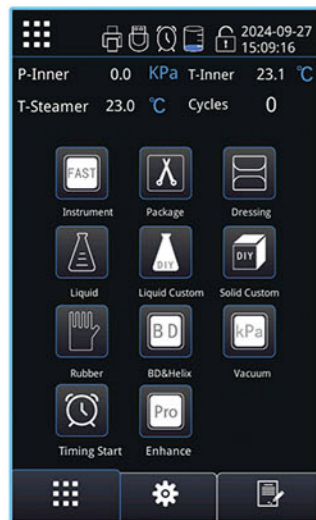 2024-09-27
15:09:16
P-Inner 0.0 KPa T-Inner 23.1 ℃
T-Steamer 23.0 ℃ Cycles 0
FAST
Instrument Package Dressing
DIY DIY
Liquid Liquid Custom Solid Custom
BD kPa
Rubber BD&Helix Vacuum
Pro
Timing Start Enhance